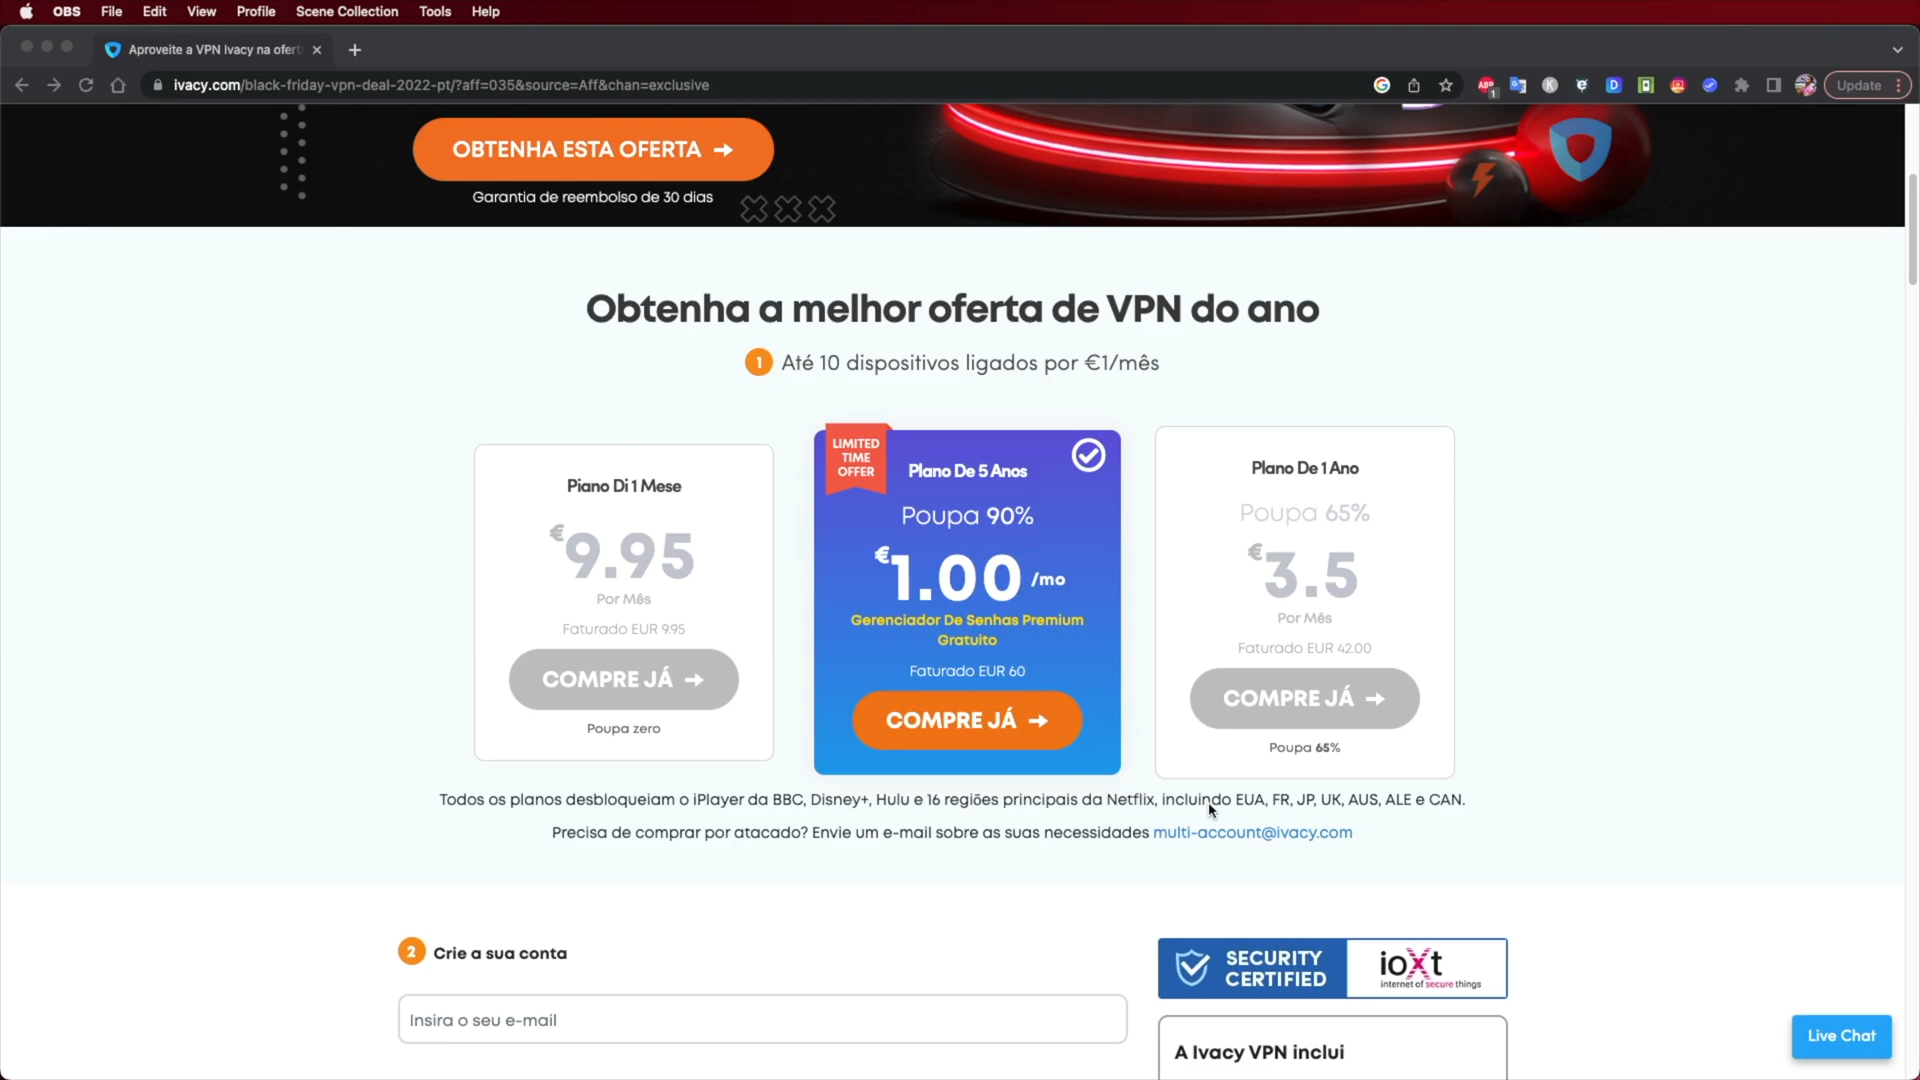 OBS File Edit View Profile Scene Collection Tools Help
Aproveite a VPN Ivacy na ofert
ivacy.com/black-friday-vpn-deal-2022-pt/?aff=035&source=Aff&chan=exclusive
ABP
1
K
D
Update
OBTENHA ESTA OFERTA →
Garantia de reembolso de 30 dias
Obtenha a melhor oferta de VPN do ano
1 Até 10 dispositivos ligados por €1/mês
Piano Di 1 Mese
€9.95
Por Mês
Faturado EUR 9.95
COMPRE JÁ →
Poupa zero
LIMITED
TIME
OFFER
Plano De 5 Anos
Poupa 90%
€1.00 /mo
Gerenciador De Senhas Premium
Gratuito
Faturado EUR 60
COMPRE JÁ →
Plano De 1 Ano
Poupa 65%
€3.5
Por Mês
Faturado EUR 42.00
COMPRE JÁ →
Poupa 65%
Todos os planos desbloqueiam o iPlayer da BBC, Disney+, Hulu e 16 regiões principais da Netflix, incluindo EUA, FR, JP, UK, AUS, ALE e CAN.
Precisa de comprar por atacado? Envie um e-mail sobre as suas necessidades multi-account@ivacy.com
2 Crie a sua conta
Insira o seu e-mail
SECURITY
CERTIFIED
ioXt
internet of secure things
A Ivacy VPN inclui
Live Chat